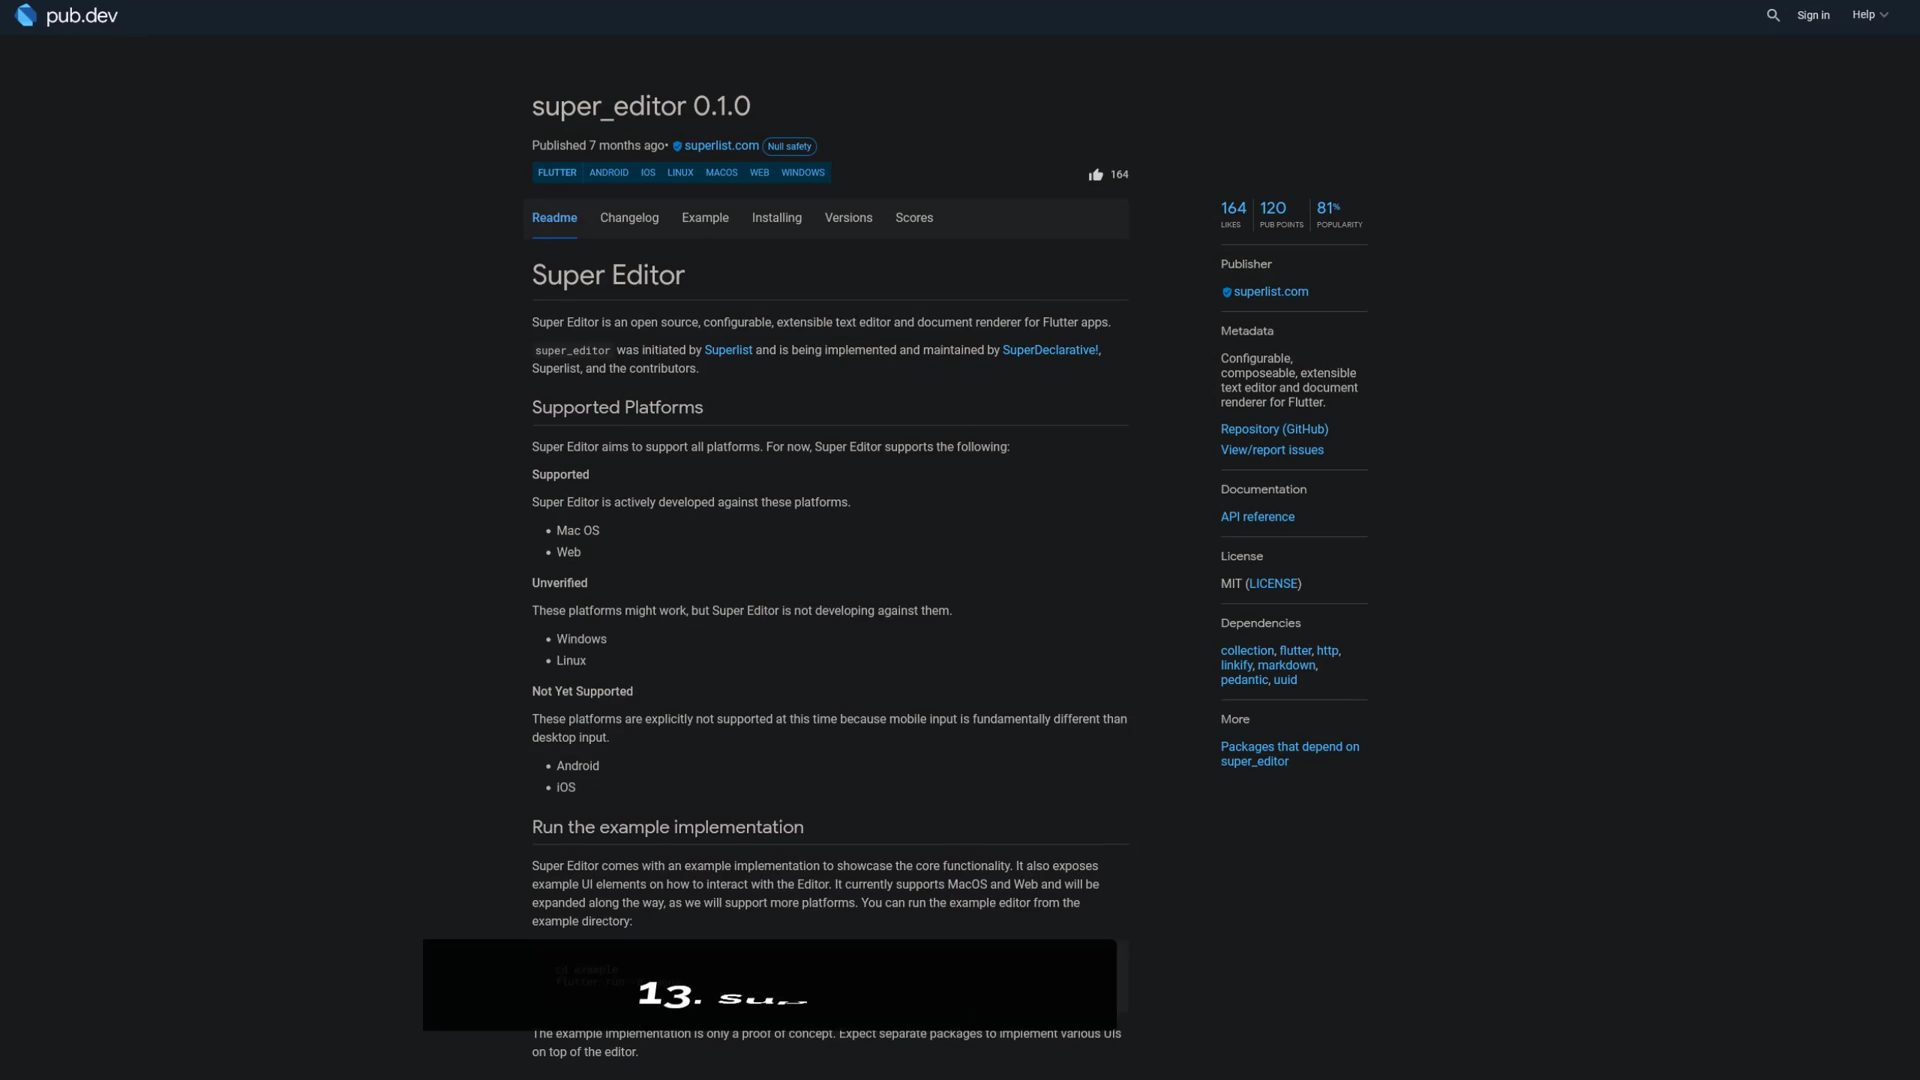 pub.dev
Sign in
Help
super_editor 0.1.0
Published 7 months ago• superlist.com Null safety
FLUTTER ANDROID IOS LINUX MACOS WEB WINDOWS
164
Readme Changelog Example Installing Versions Scores
Super Editor
Super Editor is an open source, configurable, extensible text editor and document renderer for Flutter apps.
super_editor was initiated by Superlist and is being implemented and maintained by SuperDeclarative!,
Superlist, and the contributors.
Supported Platforms
Super Editor aims to support all platforms. For now, Super Editor supports the following:
Supported
Super Editor is actively developed against these platforms.
• Mac OS
• Web
Unverified
These platforms might work, but Super Editor is not developing against them.
• Windows
• Linux
Not Yet Supported
These platforms are explicitly not supported at this time because mobile input is fundamentally different than
desktop input.
• Android
• iOS
Run the example implementation
Super Editor comes with an example implementation to showcase the core functionality. It also exposes
example UI elements on how to interact with the Editor. It currently supports MacOS and Web and will be
expanded along the way, as we will support more platforms. You can run the example editor from the
example directory:
cd example
flutter run
13. sup
The example implementation is only a proof of concept. Expect separate packages to implement various UIs
on top of the editor.
164 120 81%
LIKES PUB POINTS POPULARITY
Publisher
superlist.com
Metadata
Configurable,
composeable, extensible
text editor and document
renderer for Flutter.
Repository (GitHub)
View/report issues
Documentation
API reference
License
MIT (LICENSE)
Dependencies
collection, flutter, http,
linkify, markdown,
pedantic, uuid
More
Packages that depend on
super_editor